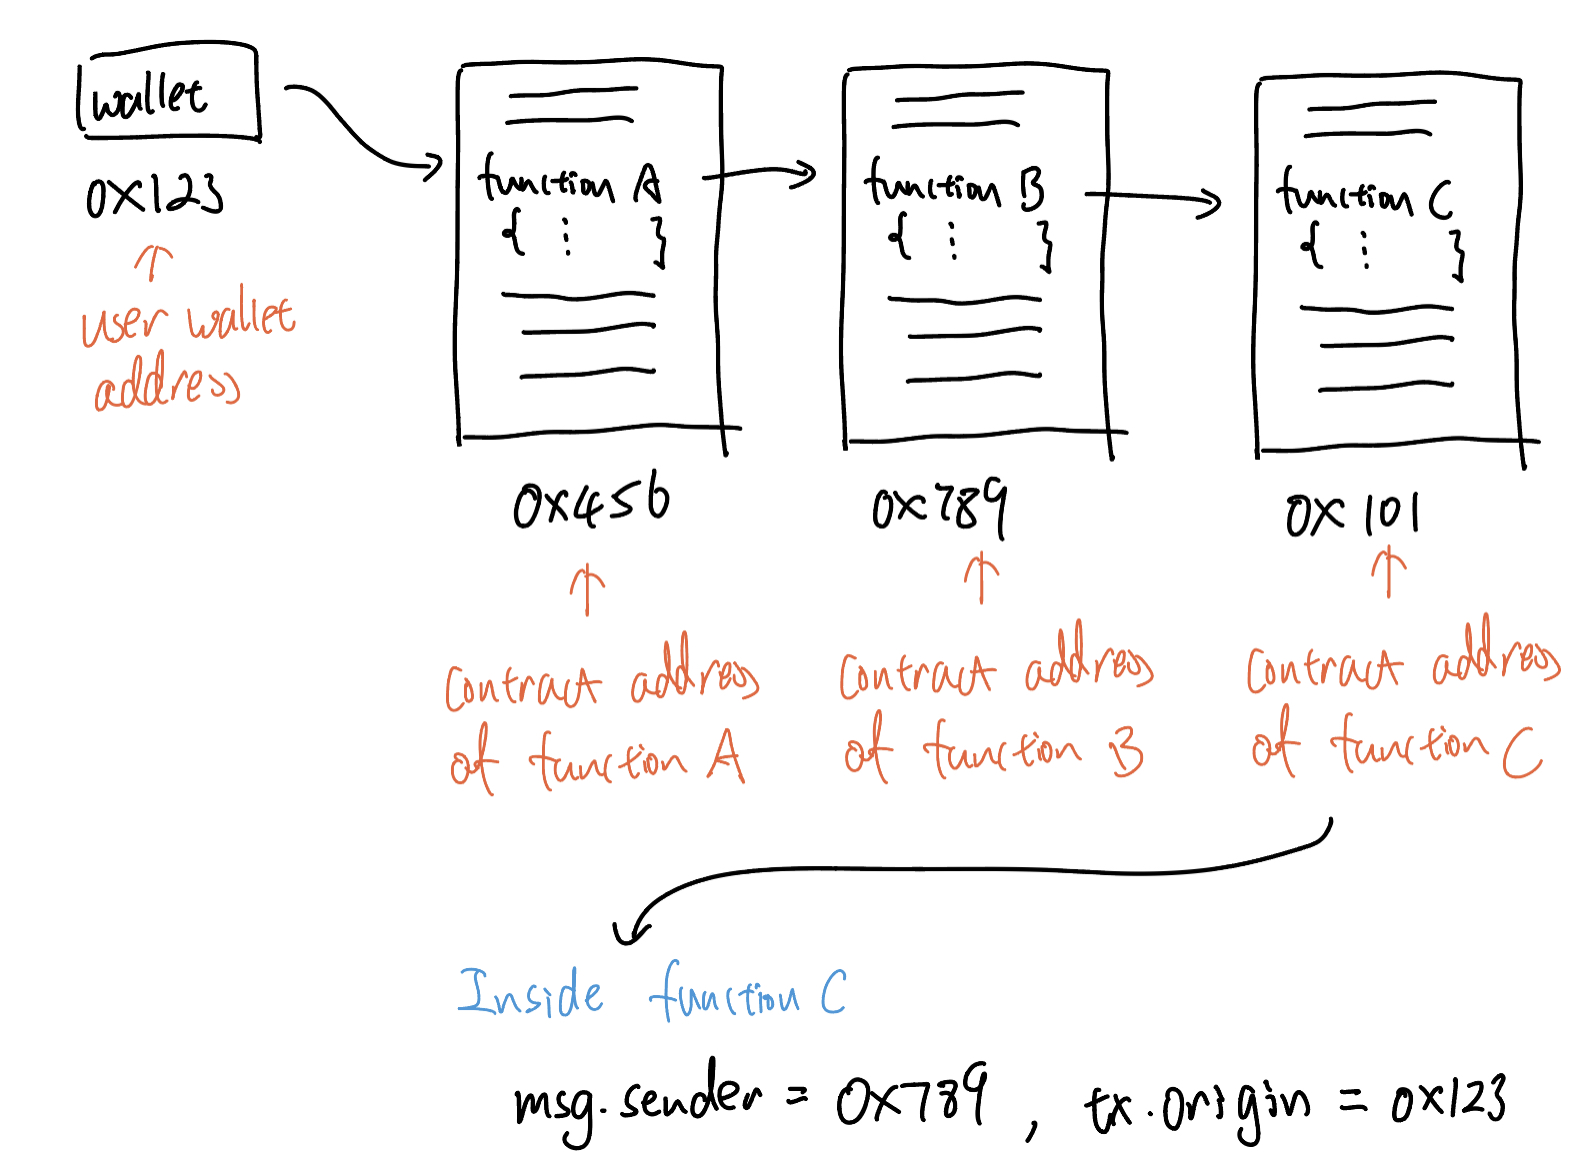 wallet
0x123
user wallet
address
function A
{ ⋮ }
0x456
contract address
of function A
function B
{ ⋮ }
0x789
contract address
of function B
function C
{ ⋮ }
0x101
contract address
of function C
Inside function C
msg.sender = 0x789 , tx.origin = 0x123